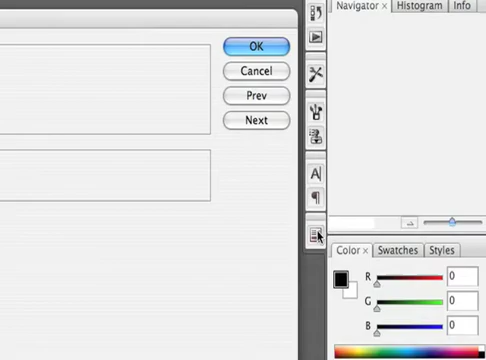 Navigator × Histogram Info
OK
Cancel
Prev
Next
A
¶
Color × Swatches Styles
R 0
G 0
B 0